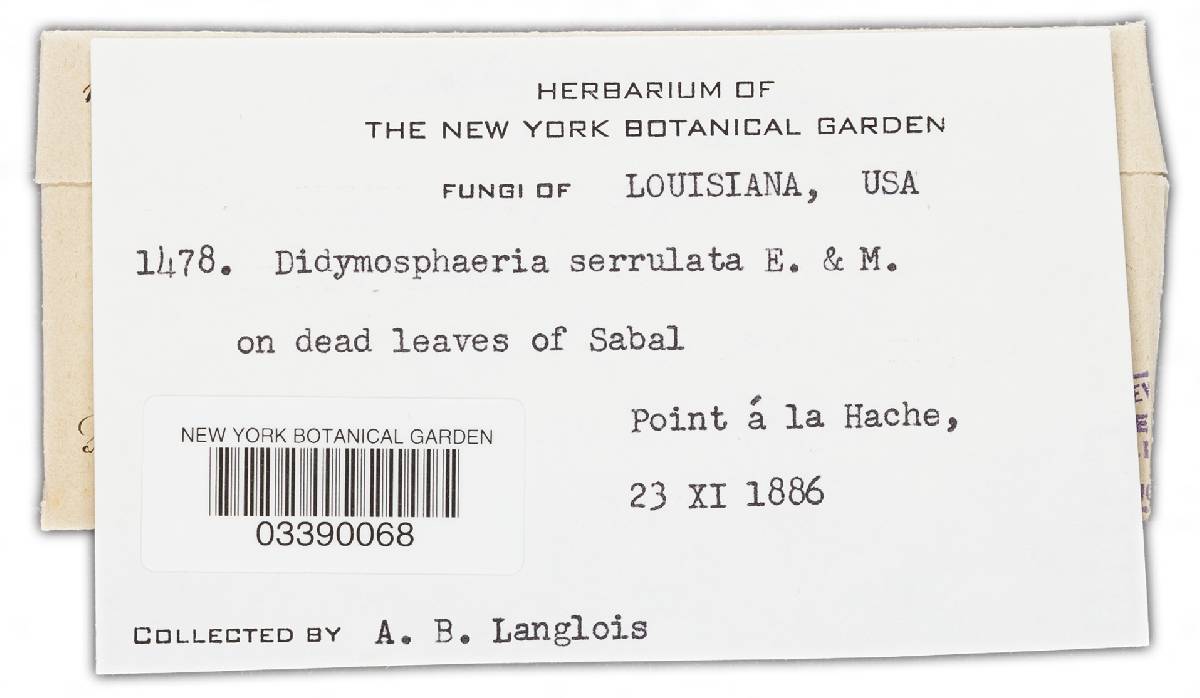 HERBARIUM OF
THE NEW YORK BOTANICAL GARDEN
FUNGI OF LOUISIANA, USA
1478. Didymosphaeria serrulata E. & M.
on dead leaves of Sabal
Point á la Hache,
23 XI 1886
NEW YORK BOTANICAL GARDEN
03390068
COLLECTED BY A. B. Langlois